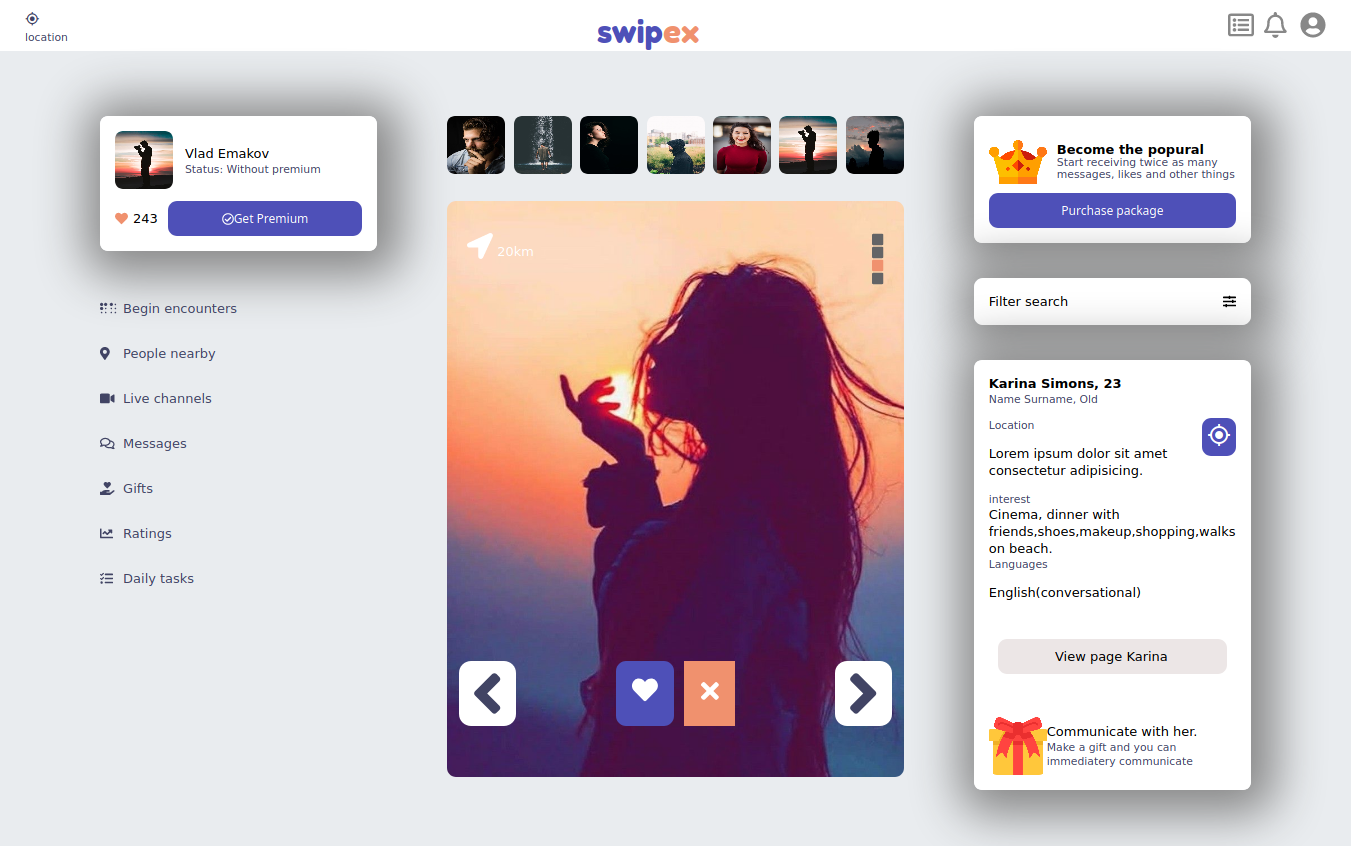 location
swipex
Vlad Emakov
Status: Without premium
243
Get Premium
Begin encounters
People nearby
Live channels
Messages
Gifts
Ratings
Daily tasks
20km
Become the popural
Start receiving twice as many
messages, likes and other things
Purchase package
Filter search
Karina Simons, 23
Name Surname, Old
Location
Lorem ipsum dolor sit amet
consectetur adipisicing.
interest
Cinema, dinner with
friends,shoes,makeup,shopping,walks
on beach.
Languages
English(conversational)
View page Karina
Communicate with her.
Make a gift and you can
immediatery communicate